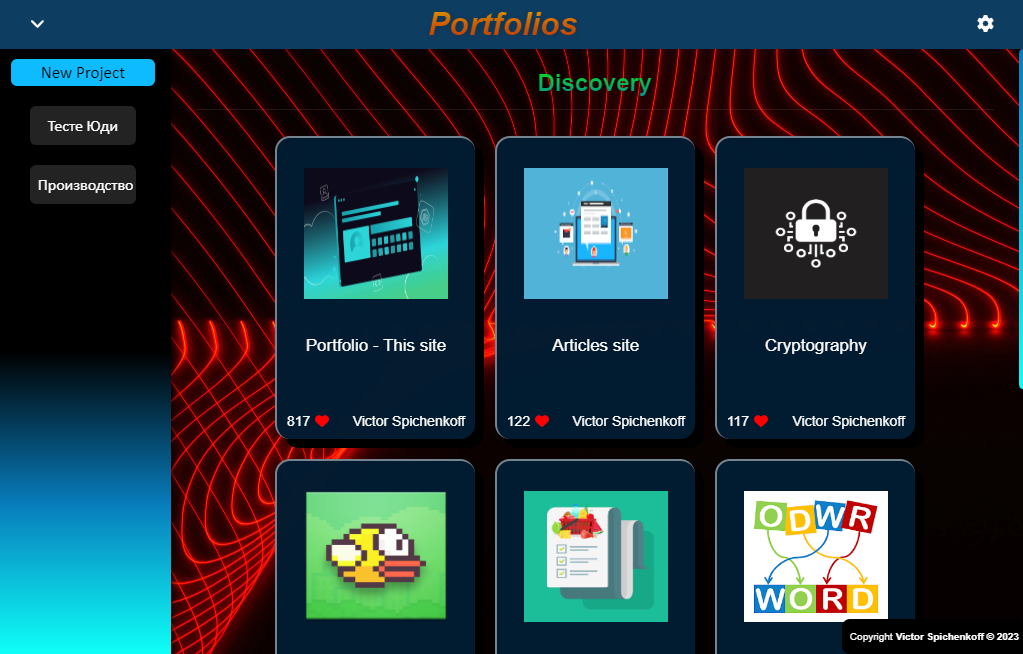 Portfolios
New Project
Тесте Юди
Производство
Discovery
Portfolio - This site
817 Victor Spichenkoff
Articles site
122 Victor Spichenkoff
Cryptography
117 Victor Spichenkoff
ODWR
WORD
Copyright Victor Spichenkoff © 2023